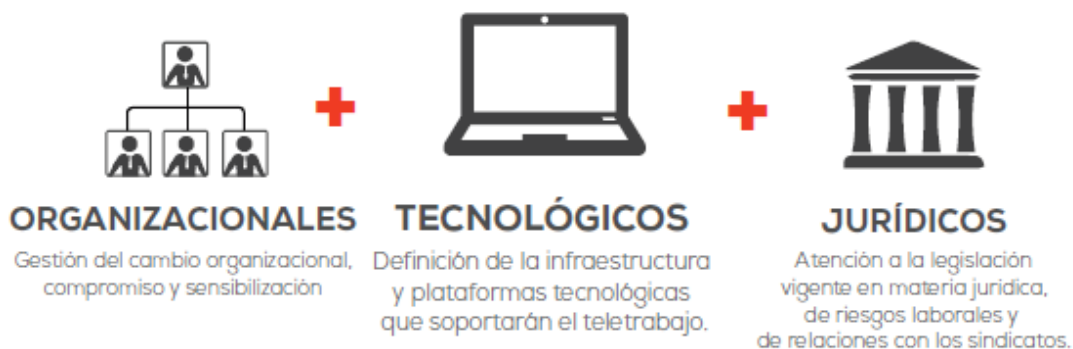 ORGANIZACIONALES
Gestión del cambio organizacional,
compromiso y sensibilización
TECNOLÓGICOS
Definición de la infraestructura
y plataformas tecnológicas
que soportarán el teletrabajo.
JURÍDICOS
Atención a la legislación
vigente en materia juridica,
de riesgos laborales y
de relaciones con los sindicatos.